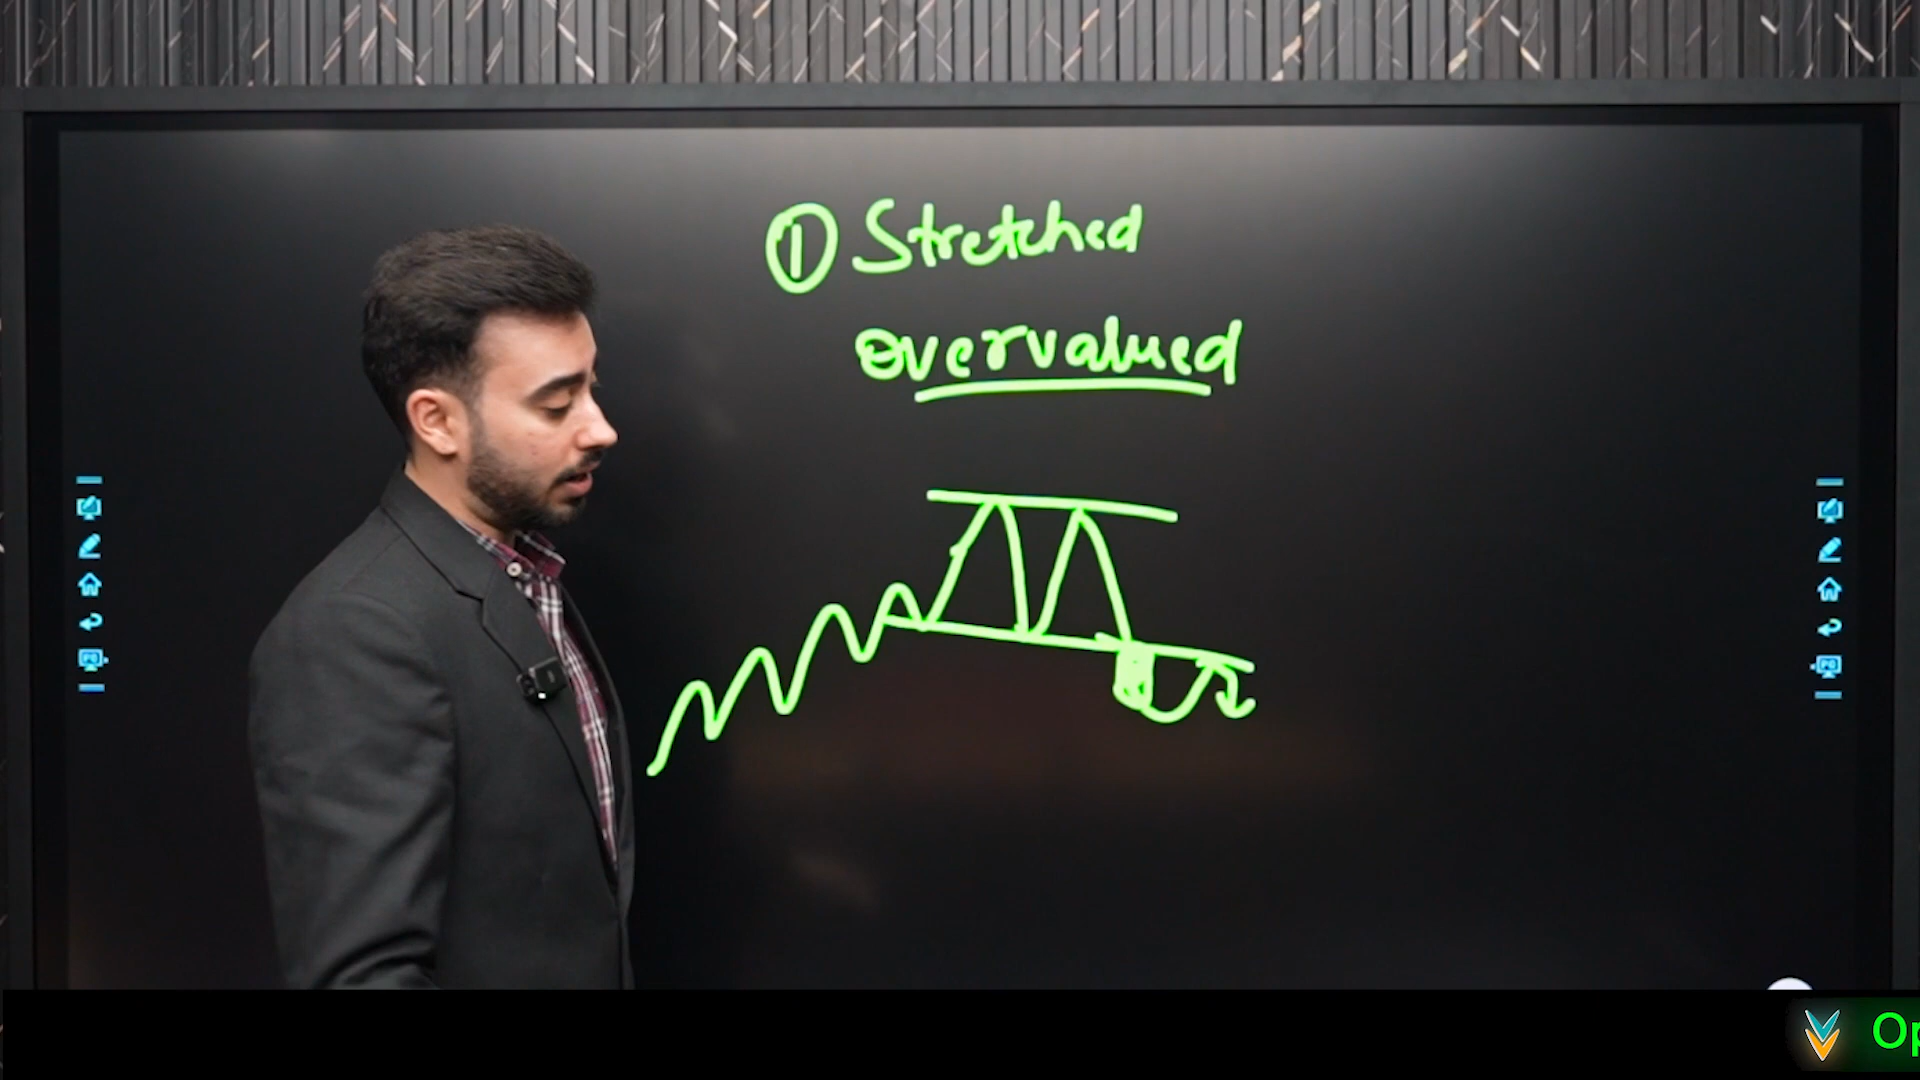 ① Stretched
overvalued
Op